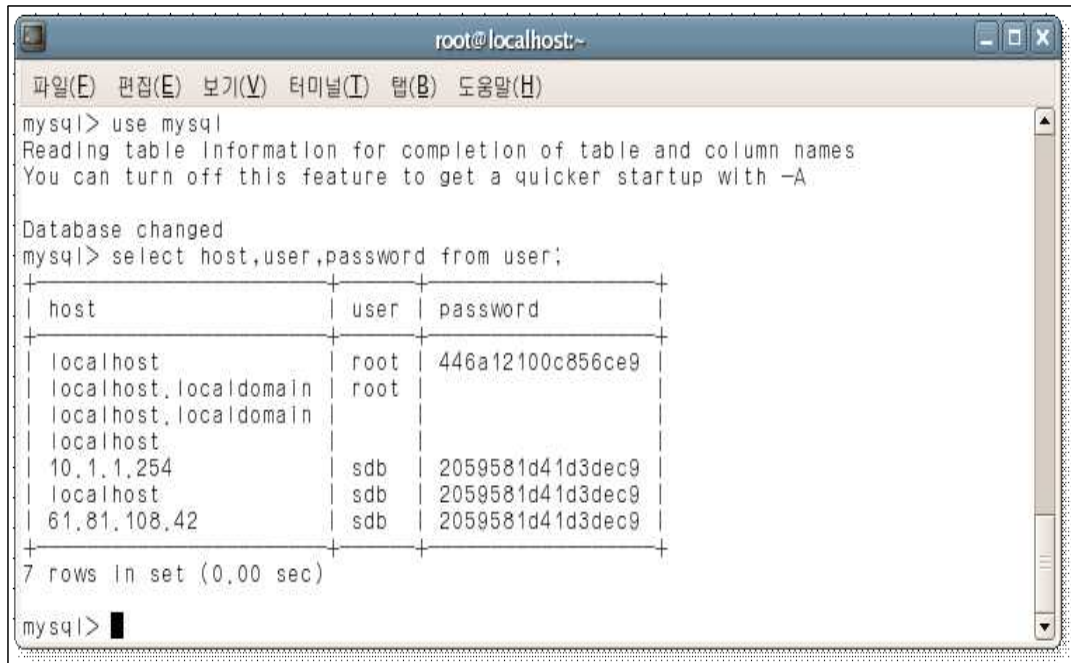 root@localhost:~
파일(F) 편집(E) 보기(V) 터미널(T) 탭(B) 도움말(H)
mysql> use mysql
Reading table information for completion of table and column names
You can turn off this feature to get a quicker startup with -A
Database changed
mysql> select host,user,password from user;
+-----------------------+------+------------------+
| host | user | password |
+-----------------------+------+------------------+
| localhost | root | 446a12100c856ce9 |
| localhost.localdomain | root | |
| localhost.localdomain | | |
| localhost | | |
| 10.1.1.254 | sdb | 2059581d41d3dec9 |
| localhost | sdb | 2059581d41d3dec9 |
| 61.81.108.42 | sdb | 2059581d41d3dec9 |
+-----------------------+------+------------------+
7 rows in set (0.00 sec)
mysql>